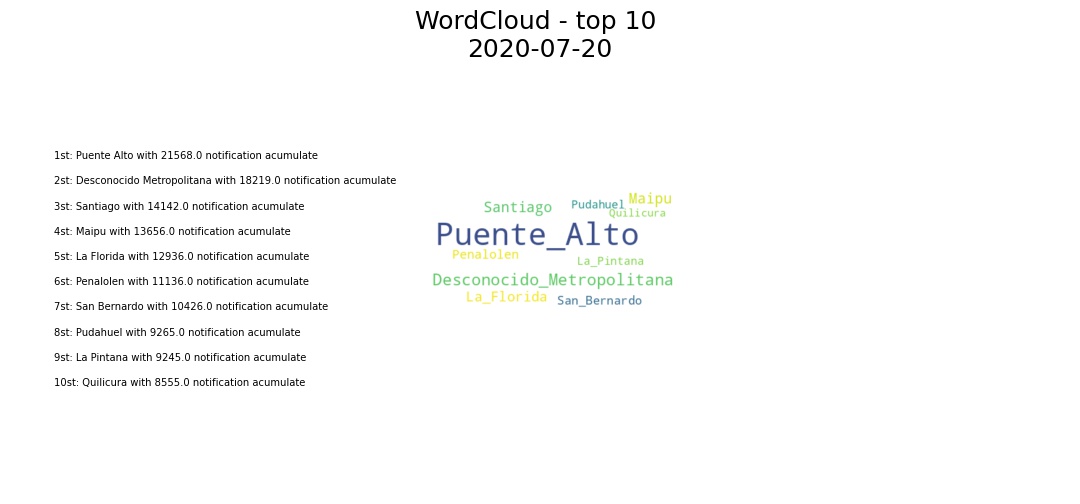 WordCloud - top 10
2020-07-20
1st: Puente Alto with 21568.0 notification acumulate
2st: Desconocido Metropolitana with 18219.0 notification acumulate
3st: Santiago with 14142.0 notification acumulate
4st: Maipu with 13656.0 notification acumulate
5st: La Florida with 12936.0 notification acumulate
6st: Penalolen with 11136.0 notification acumulate
7st: San Bernardo with 10426.0 notification acumulate
8st: Pudahuel with 9265.0 notification acumulate
9st: La Pintana with 9245.0 notification acumulate
10st: Quilicura with 8555.0 notification acumulate
Santiago Pudahuel Maipu
Quilicura
Puente_Alto
Penalolen
La_Pintana
Desconocido_Metropolitana
La_Florida San_Bernardo